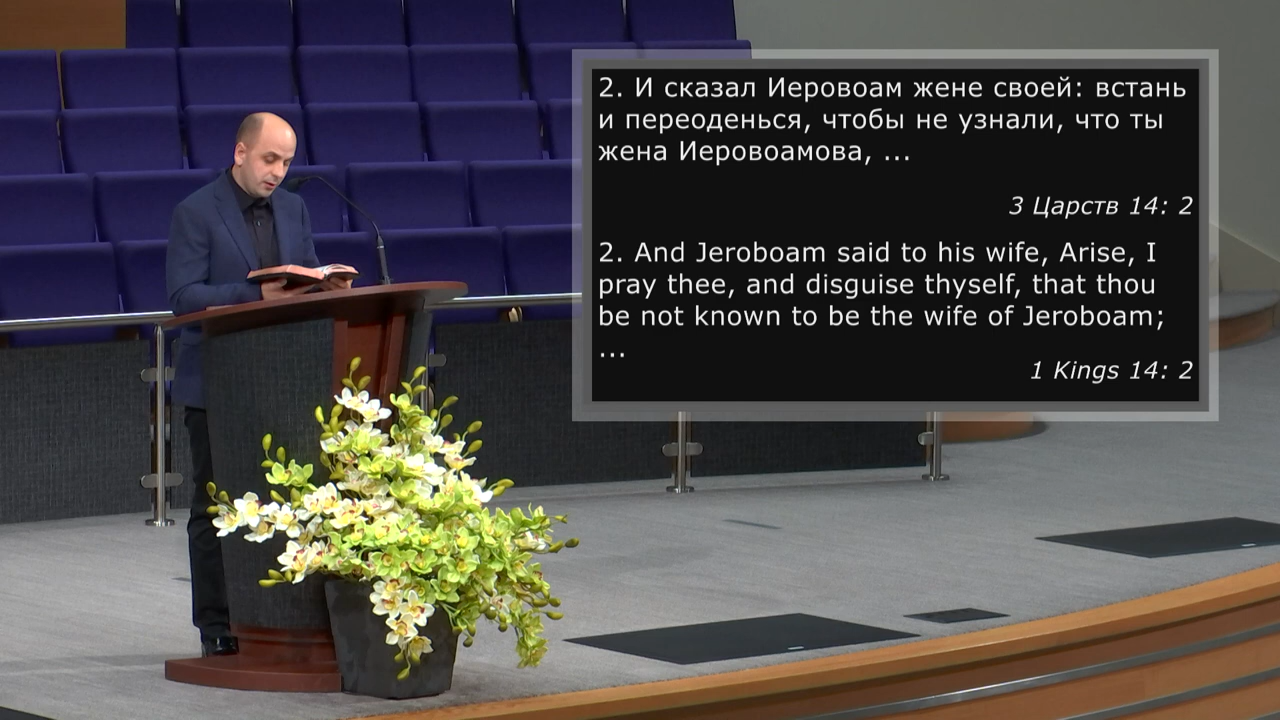 2. И сказал Иеровоам жене своей: встань
и переоденься, чтобы не узнали, что ты
жена Иеровоамова, ...
3 Царств 14: 2
2. And Jeroboam said to his wife, Arise, I
pray thee, and disguise thyself, that thou
be not known to be the wife of Jeroboam;
...
1 Kings 14: 2